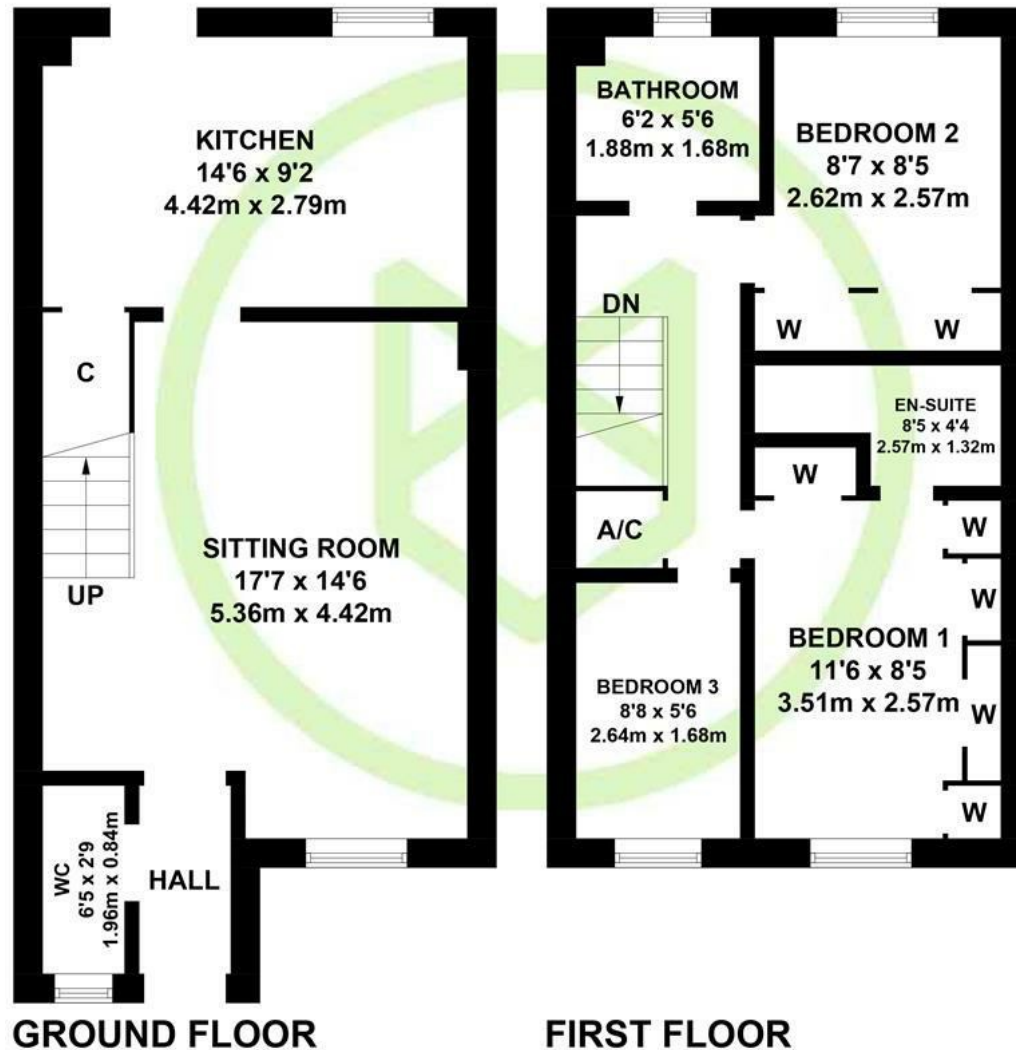 KITCHEN
14'6 x 9'2
4.42m x 2.79m
C
UP
SITTING ROOM
17'7 x 14'6
5.36m x 4.42m
WC
6'5 x 2'9
1.96m x 0.84m
HALL
GROUND FLOOR
BATHROOM
6'2 x 5'6
1.88m x 1.68m
BEDROOM 2
8'7 x 8'5
2.62m x 2.57m
DN
W
W
EN-SUITE
8'5 x 4'4
2.57m x 1.32m
W
A/C
W
W
BEDROOM 1
11'6 x 8'5
3.51m x 2.57m
BEDROOM 3
8'8 x 5'6
2.64m x 1.68m
W
W
FIRST FLOOR